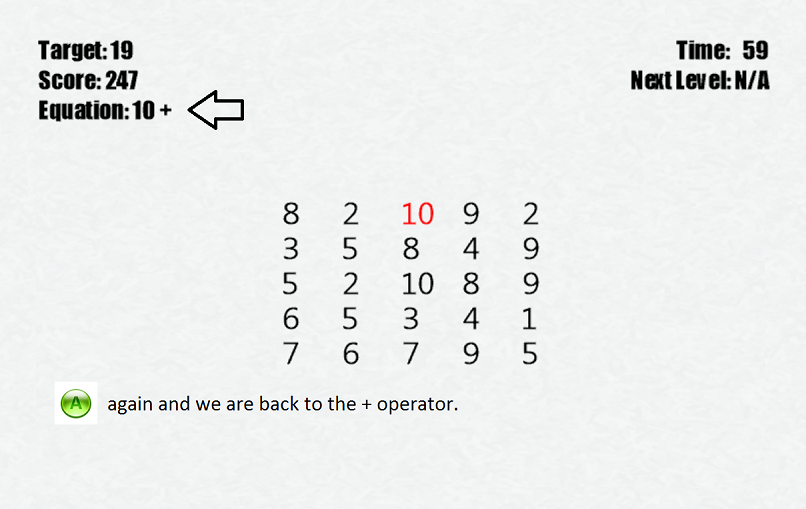 Target: 19
Time: 59
Score: 247
Next Level: N/A
Equation: 10 +
8 2 10 9 2
3 5 8 4 9
5 2 10 8 9
6 5 3 4 1
7 6 7 9 5
A again and we are back to the + operator.